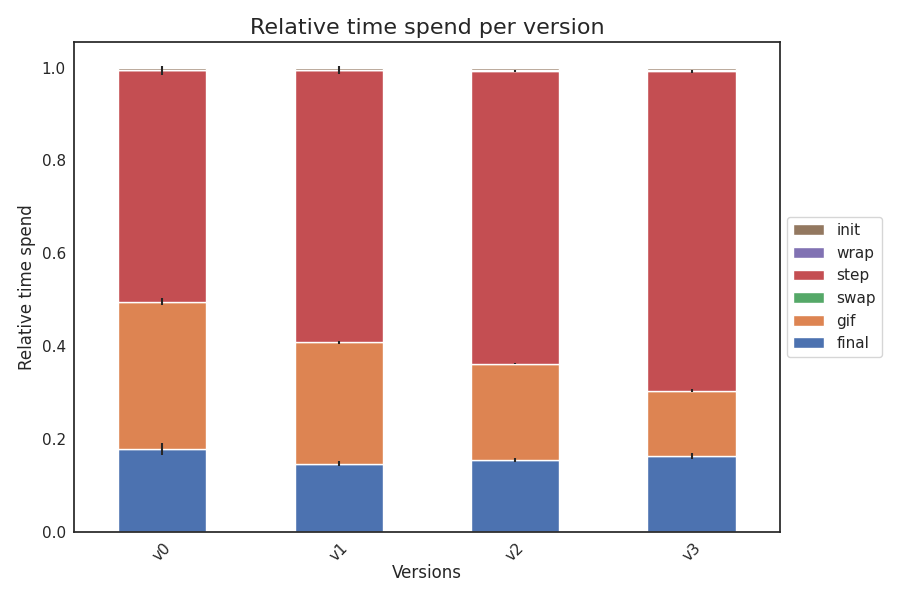 Relative time spend per version
Relative time spend
1.0
0.8
0.6
0.4
0.2
0.0
v0
v1
v2
v3
Versions
init
wrap
step
swap
gif
final